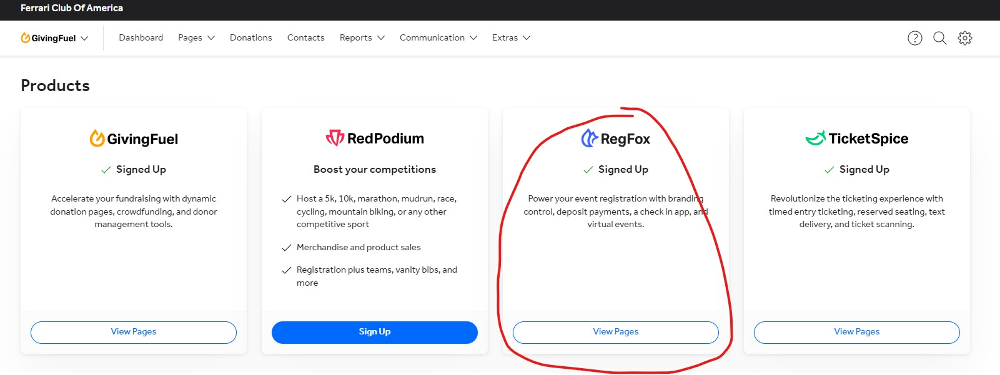 Ferrari Club Of America
GivingFuel Dashboard Pages Donations Contacts Reports Communication Extras ?
Products
GivingFuel
Signed Up
Accelerate your fundraising with dynamic
donation pages, crowdfunding, and donor
management tools.
View Pages
RedPodium
Boost your competitions
Host a 5k, 10k, marathon, mudrun, race,
cycling, mountain biking, or any other
competitive sport
Merchandise and product sales
Registration plus teams, vanity bibs, and
more
Sign Up
RegFox
Signed Up
Power your event registration with branding
control, deposit payments, a check in app, and
virtual events.
View Pages
TicketSpice
Signed Up
Revolutionize the ticketing experience with
timed entry ticketing, reserved seating, text
delivery, and ticket scanning.
View Pages